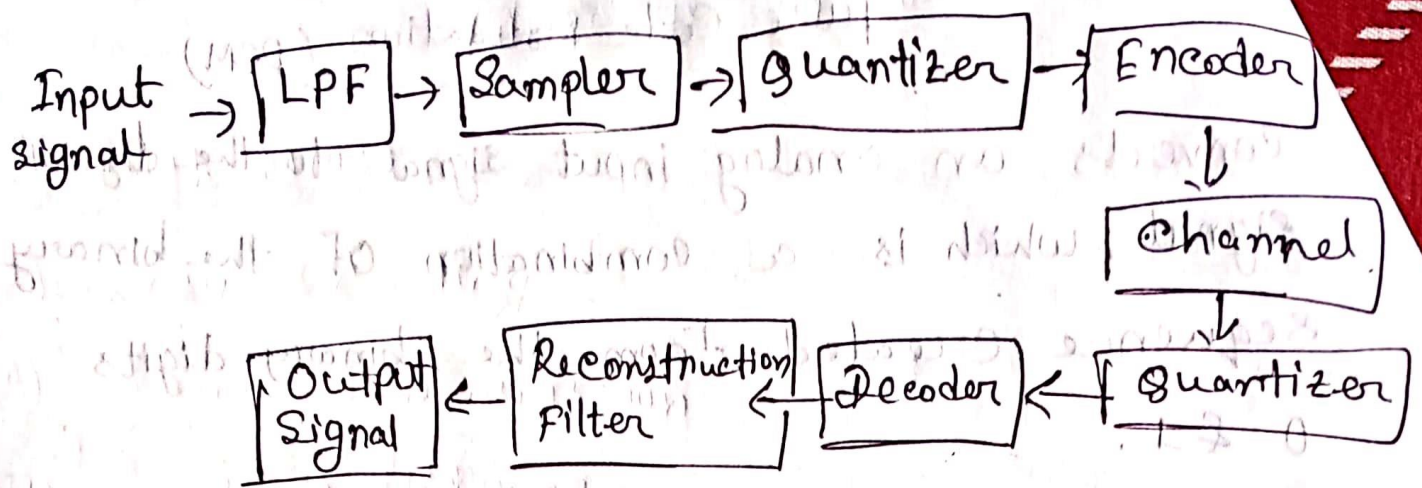 Input
signal
LPF
Sampler
Quantizer
Encoder
Channel
Quantizer
Decoder
Reconstruction
Filter
Output
Signal